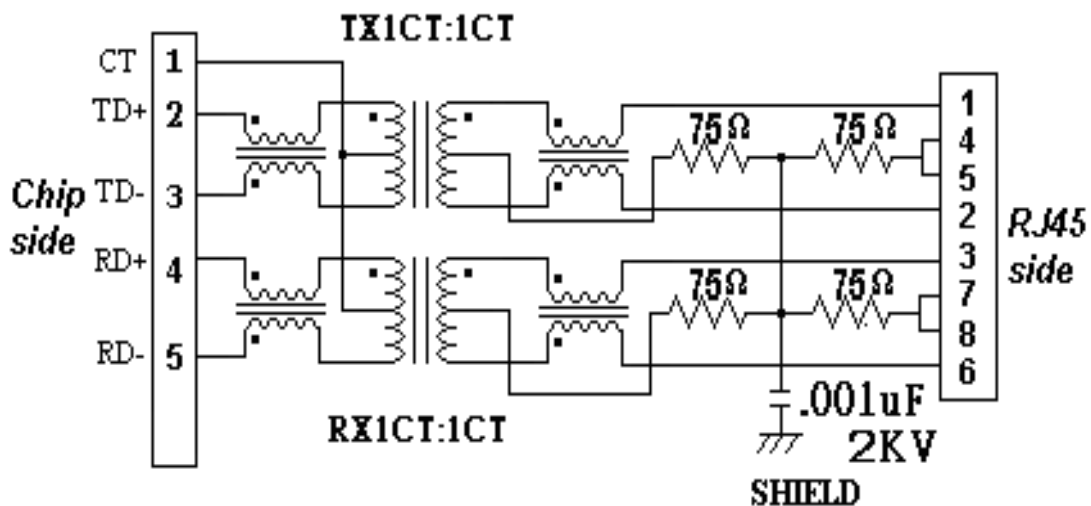 TX1CT:1CT
CT 1
TD+ 2
TD- 3
RD+ 4
RD- 5
Chip
side
75Ω 75Ω
75Ω 75Ω
1
4
5
2
3
7
8
6
RJ45
side
.001uF
2KV
RX1CT:1CT
SHIELD